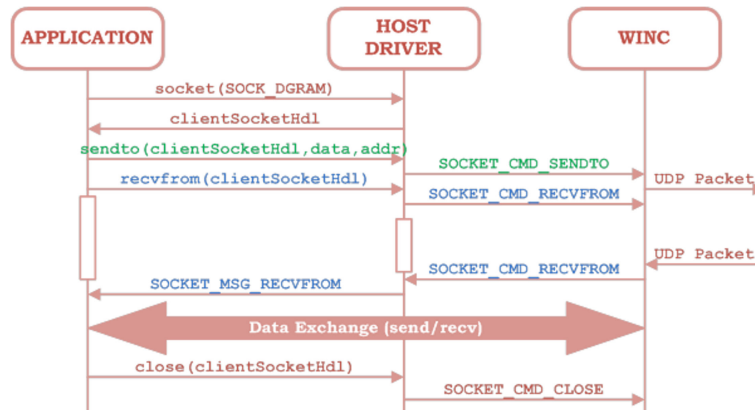 APPLICATION
HOST
DRIVER
WINC
socket(SOCK_DGRAM)
clientSocketHdl
sendto(clientSocketHdl,data,addr)
SOCKET_CMD_SENDTO
recvfrom(clientSocketHdl)
UDP Packet
SOCKET_CMD_RECVFROM
UDP Packet
SOCKET_CMD_RECVFROM
SOCKET_MSG_RECVFROM
Data Exchange (send/recv)
close(clientSocketHdl)
SOCKET_CMD_CLOSE